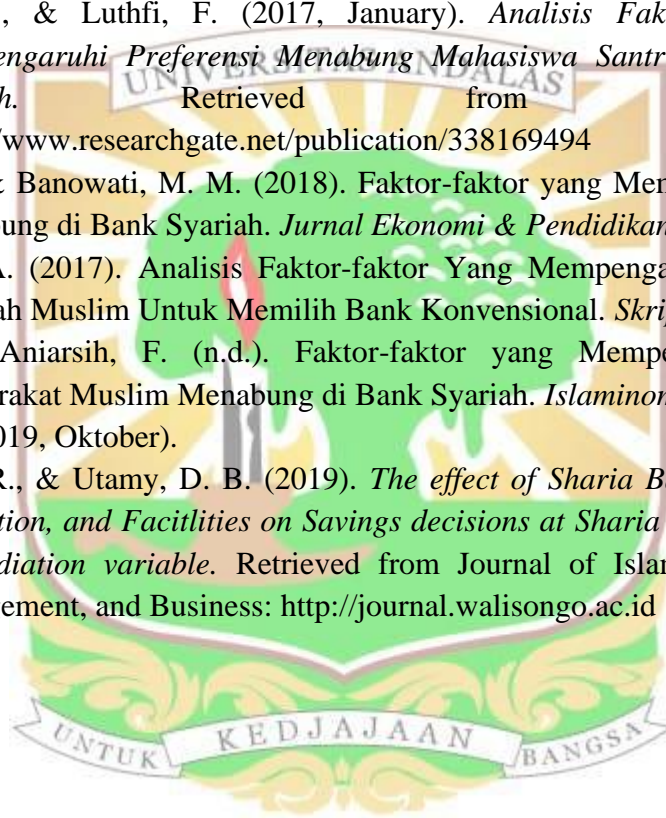 ., & Luthfi, F. (2017, January). Analisis Fak
engaruhi Preferensi Menabung Mahasiswa Santr
h. Retrieved from
/www.researchgate.net/publication/338169494
& Banowati, M. M. (2018). Faktor-faktor yang Men
bung di Bank Syariah. Jurnal Ekonomi & Pendidikan
A. (2017). Analisis Faktor-faktor Yang Mempenga
ah Muslim Untuk Memilih Bank Konvensional. Skrip
Aniarsih, F. (n.d.). Faktor-faktor yang Mempe
rakat Muslim Menabung di Bank Syariah. Islaminon
019, Oktober).
R., & Utamy, D. B. (2019). The effect of Sharia B
tion, and Facitlities on Savings decisions at Sharia
diation variable. Retrieved from Journal of Islan
ement, and Business: http://journal.walisongo.ac.id
UNIVERSITAS ANDALAS
UNTUK KEDJAJAAN BANGSA